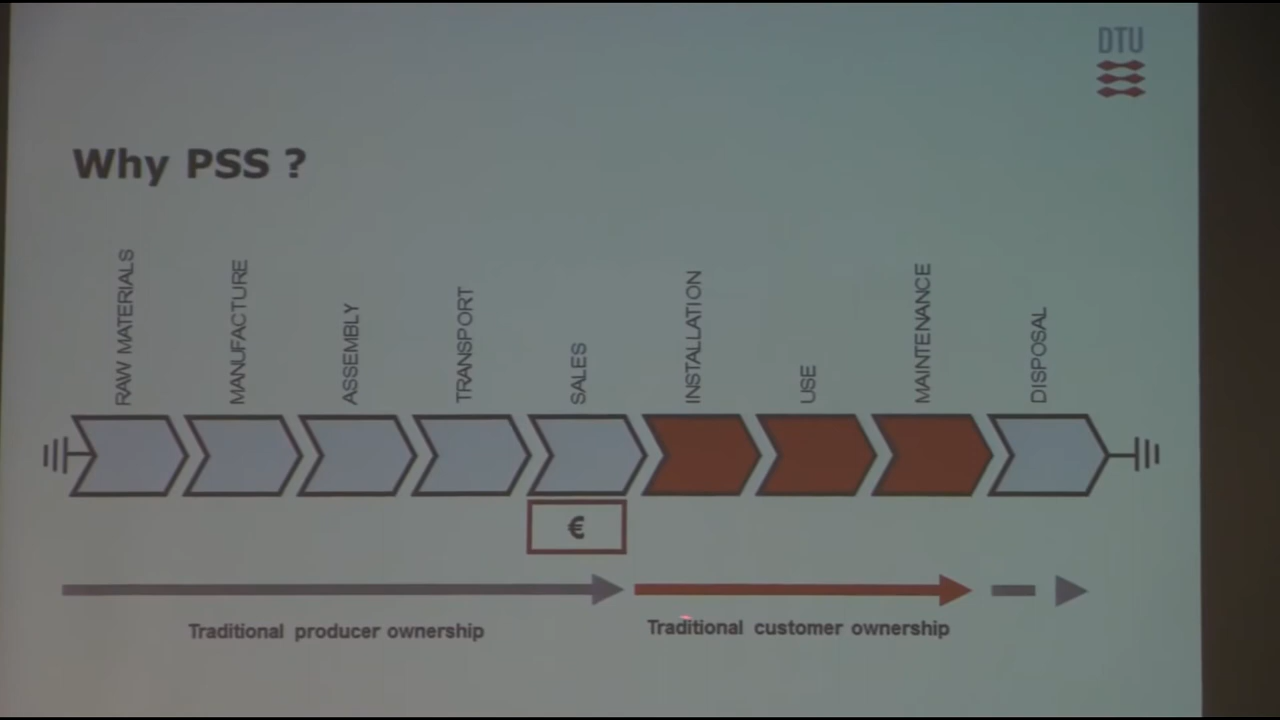 DTU
Why PSS ?
RAW MATERIALS
MANUFACTURE
ASSEMBLY
TRANSPORT
SALES
INSTALLATION
USE
MAINTENANCE
DISPOSAL
€
Traditional producer ownership
Traditional customer ownership